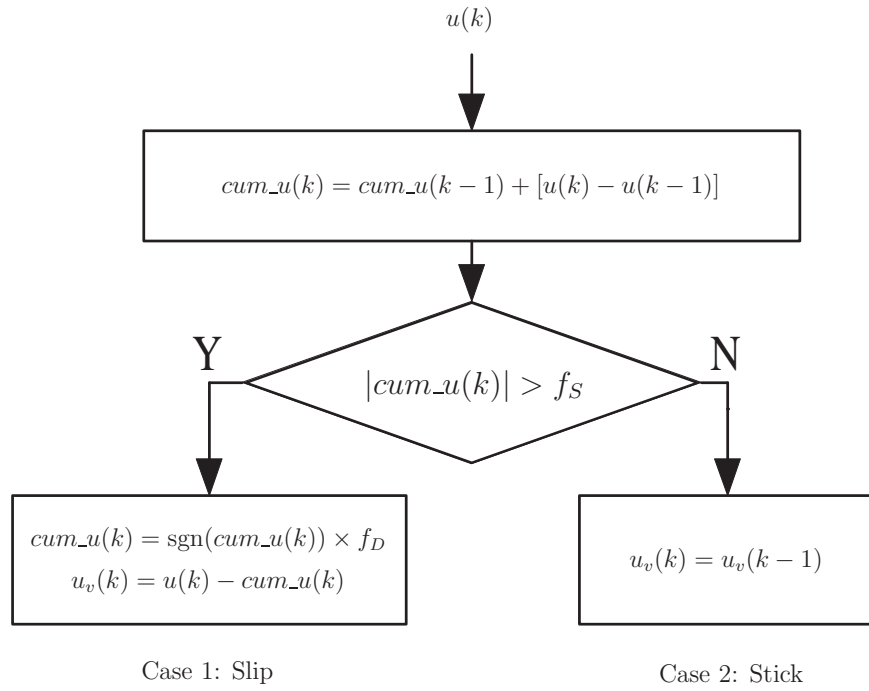 u(k)
cum_u(k) = cum_u(k − 1) + [u(k) − u(k − 1)]
Y
N
|cum_u(k)| > f_S
cum_u(k) = sgn(cum_u(k)) × f_D
u_v(k) = u(k) − cum_u(k)
u_v(k) = u_v(k − 1)
Case 1: Slip
Case 2: Stick